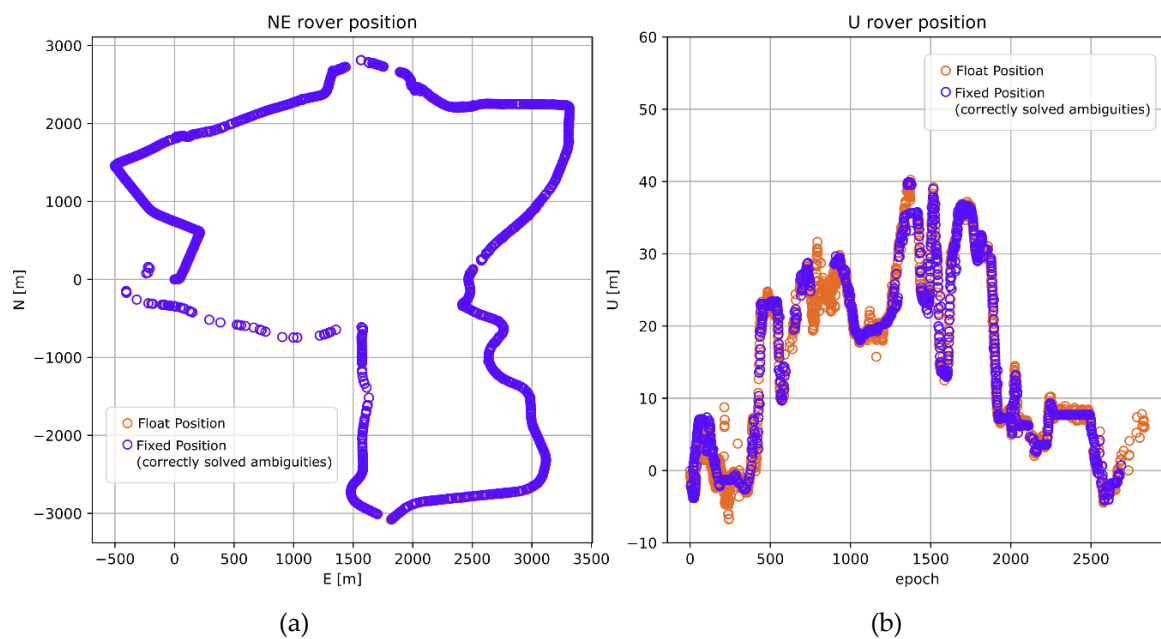 NE rover position
3000
2000
1000
0
−1000
−2000
−3000
N [m]
Float Position
Fixed Position
(correctly solved ambiguities)
−500 0 500 1000 1500 2000 2500 3000 3500
E [m]
(a)
U rover position
60
50
40
30
20
10
0
−10
U [m]
Float Position
Fixed Position
(correctly solved ambiguities)
0 500 1000 1500 2000 2500
epoch
(b)